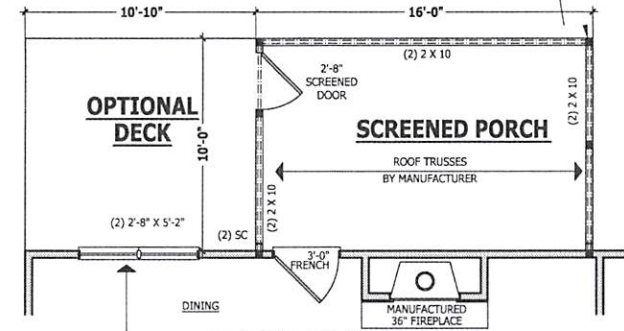 10'-10"
16'-0"
(2) 2 X 10
2'-8"
SCREENED
DOOR
(2) 2 X 10
OPTIONAL
DECK
10'-0"
SCREENED PORCH
ROOF TRUSSES
BY MANUFACTURER
(2) 2 X 10
(2) 2'-8" X 5'-2"
(2) SC
3'-0"
FRENCH
DINING
MANUFACTURED
36" FIREPLACE